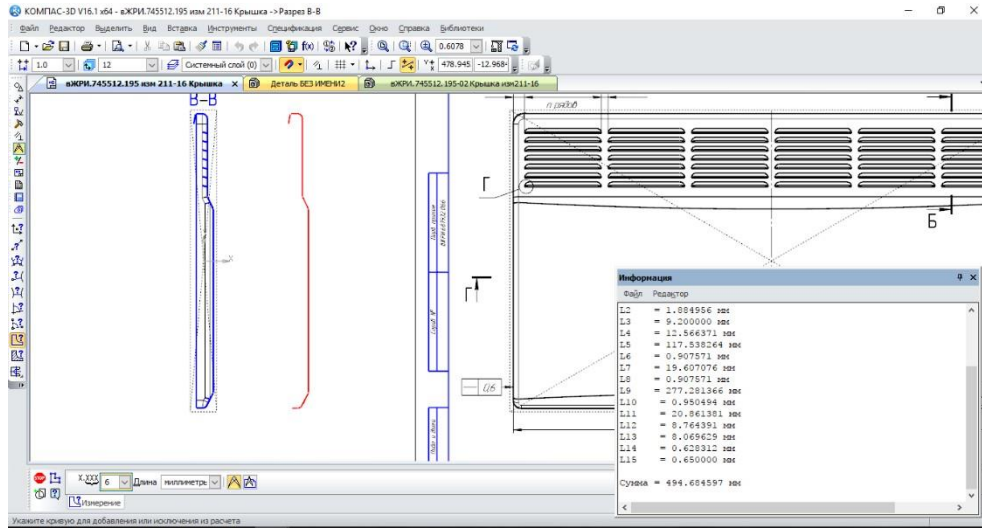 КОМПАС-3D V16.1 x64 - вЖРИ.745512.195 изм 211-16 Крышка ->Разрез В-В
Файл Редактор Выделить Вид Вставка Инструменты Спецификация Сервис Окно Справка Библиотеки
0.6078
1.0 12 Системный слой (0) 478.945 -12.968
вЖРИ.745512.195 изм 211-16 Крышка Деталь БЕЗ ИМЕНИ2 вЖРИ.745512.195-02 Крышка изм211-16
В-В
n рядов
Г
Б
X
Г
0,6
Информация
Файл Редактор
L2 = 1.884956 мм
L3 = 9.200000 мм
L4 = 12.566371 мм
L5 = 117.538264 мм
L6 = 0.907571 мм
L7 = 19.607076 мм
L8 = 0.907571 мм
L9 = 277.281366 мм
L10 = 0.950494 мм
L11 = 20.861381 мм
L12 = 8.764391 мм
L13 = 8.069629 мм
L14 = 0.628312 мм
L15 = 0.650000 мм
Сумма = 494.684597 мм
STOP X.XXX 6 Длина миллиметры
Измерение
Укажите кривую для добавления или исключения из расчета